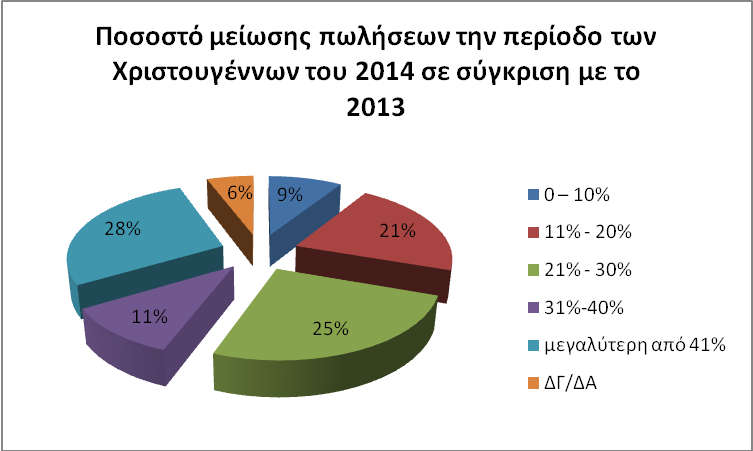 Ποσοστό μείωσης πωλήσεων την περίοδο των
Χριστουγέννων του 2014 σε σύγκριση με το
2013
6%
9%
28%
21%
11%
25%
0 – 10%
11% - 20%
21% - 30%
31%-40%
μεγαλύτερη από 41%
ΔΓ/ΔΑ